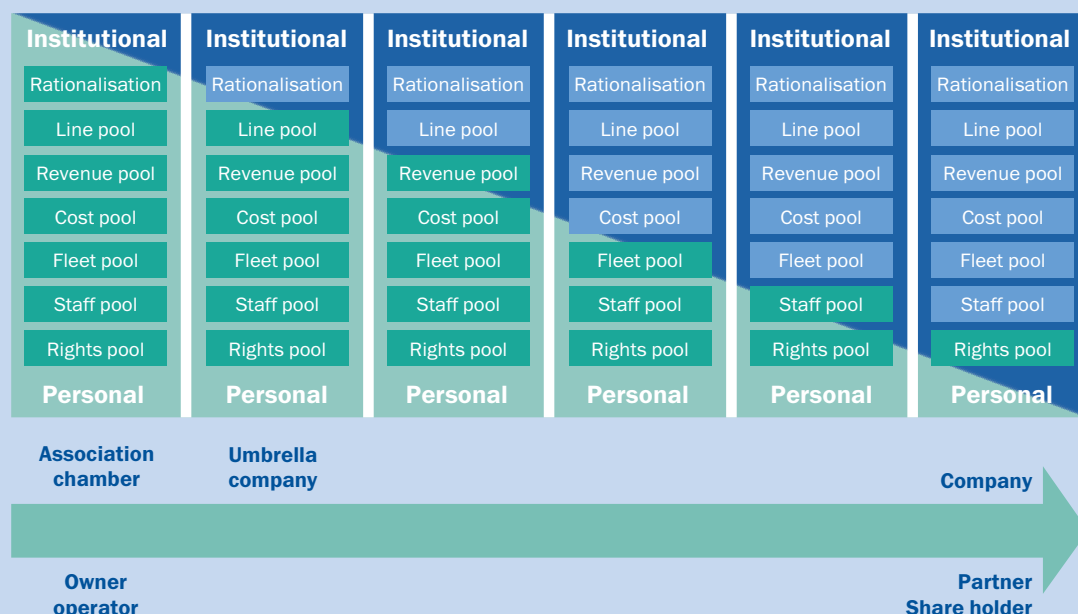 Institutional
Rationalisation
Line pool
Revenue pool
Cost pool
Fleet pool
Staff pool
Rights pool
Personal
Institutional
Rationalisation
Line pool
Revenue pool
Cost pool
Fleet pool
Staff pool
Rights pool
Personal
Institutional
Rationalisation
Line pool
Revenue pool
Cost pool
Fleet pool
Staff pool
Rights pool
Personal
Institutional
Rationalisation
Line pool
Revenue pool
Cost pool
Fleet pool
Staff pool
Rights pool
Personal
Institutional
Rationalisation
Line pool
Revenue pool
Cost pool
Fleet pool
Staff pool
Rights pool
Personal
Institutional
Rationalisation
Line pool
Revenue pool
Cost pool
Fleet pool
Staff pool
Rights pool
Personal
Association
chamber
Umbrella
company
Company
Owner
operator
Partner
Share holder